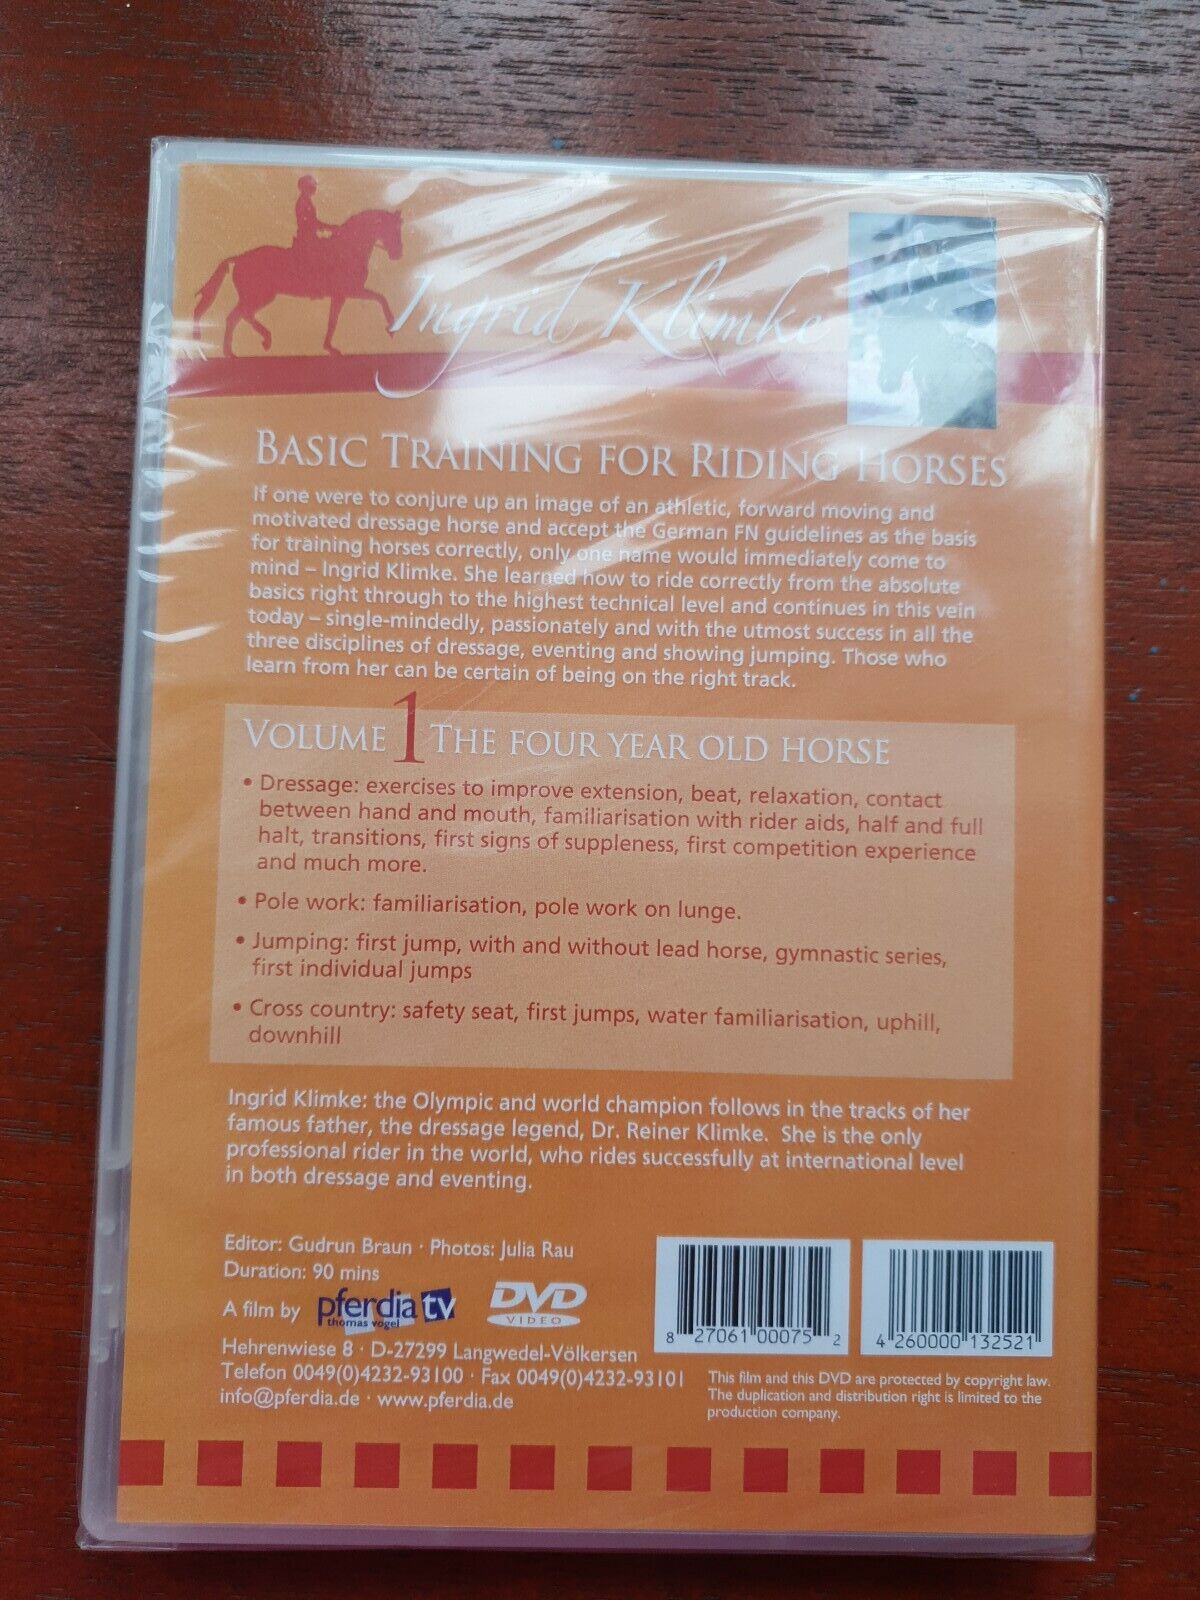 Ingrid Klimke
BASIC TRAINING FOR RIDING HORSES
If one were to conjure up an image of an athletic, forward moving and
motivated dressage horse and accept the German FN guidelines as the basis
for training horses correctly, only one name would immediately come to
mind – Ingrid Klimke. She learned how to ride correctly from the absolute
basics right through to the highest technical level and continues in this vein
today – single-mindedly, passionately and with the utmost success in all the
three disciplines of dressage, eventing and showing jumping. Those who
learn from her can be certain of being on the right track.
VOLUME 1 THE FOUR YEAR OLD HORSE
• Dressage: exercises to improve extension, beat, relaxation, contact
between hand and mouth, familiarisation with rider aids, half and full
halt, transitions, first signs of suppleness, first competition experience
and much more.
• Pole work: familiarisation, pole work on lunge.
• Jumping: first jump, with and without lead horse, gymnastic series,
first individual jumps
• Cross country: safety seat, first jumps, water familiarisation, uphill,
downhill
Ingrid Klimke: the Olympic and world champion follows in the tracks of her
famous father, the dressage legend, Dr. Reiner Klimke. She is the only
professional rider in the world, who rides successfully at international level
in both dressage and eventing.
Editor: Gudrun Braun · Photos: Julia Rau
Duration: 90 mins
A film by pferdia tv
thomas vogel
DVD
VIDEO
Hehrenwiese 8 · D-27299 Langwedel-Völkersen
Telefon 0049(0)4232-93100 · Fax 0049(0)4232-93101
info@pferdia.de · www.pferdia.de
8 27061 00075 2
4 260000 132521
This film and this DVD are protected by copyright law.
The duplication and distribution right is limited to the
production company.